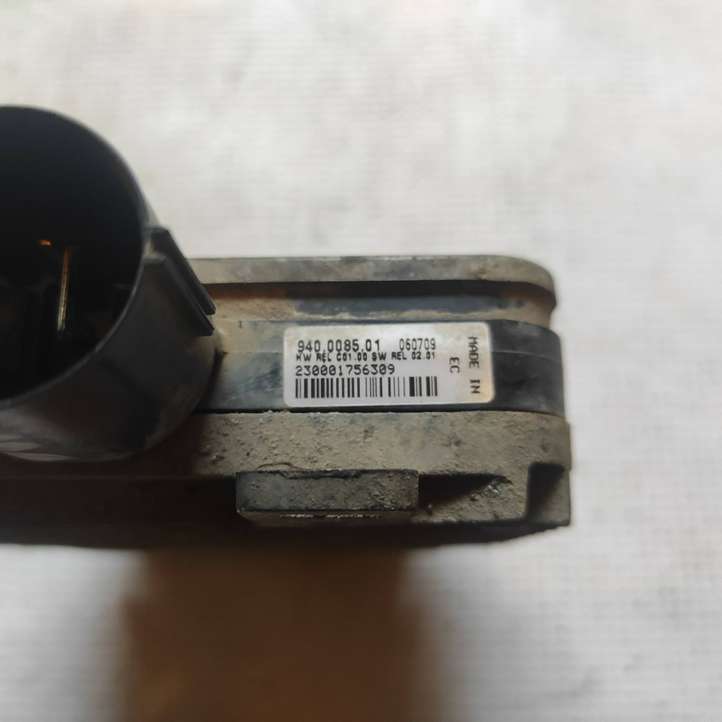 940.0085.01 060709
HW REL C01.00 SW REL 02.01
230001756309
MADE IN
EC